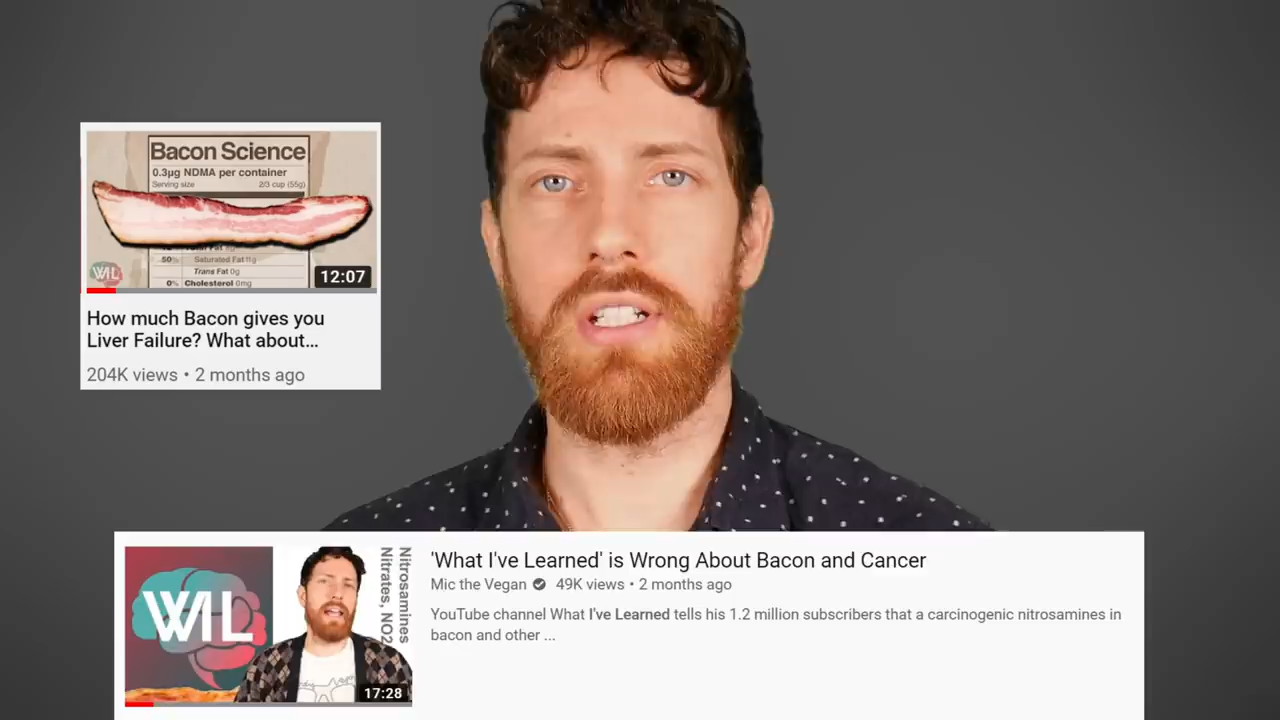 Bacon Science
0.3µg NDMA per container
Serving size 2/3 cup (55g)
50% Saturated Fat 11g
Trans Fat 0g
0% Cholesterol 0mg
WIL
12:07
How much Bacon gives you
Liver Failure? What about...
204K views • 2 months ago
WIL
Nitrosamines
Nitrates, NO2
17:28
'What I've Learned' is Wrong About Bacon and Cancer
Mic the Vegan 49K views • 2 months ago
YouTube channel What I've Learned tells his 1.2 million subscribers that a carcinogenic nitrosamines in
bacon and other ...